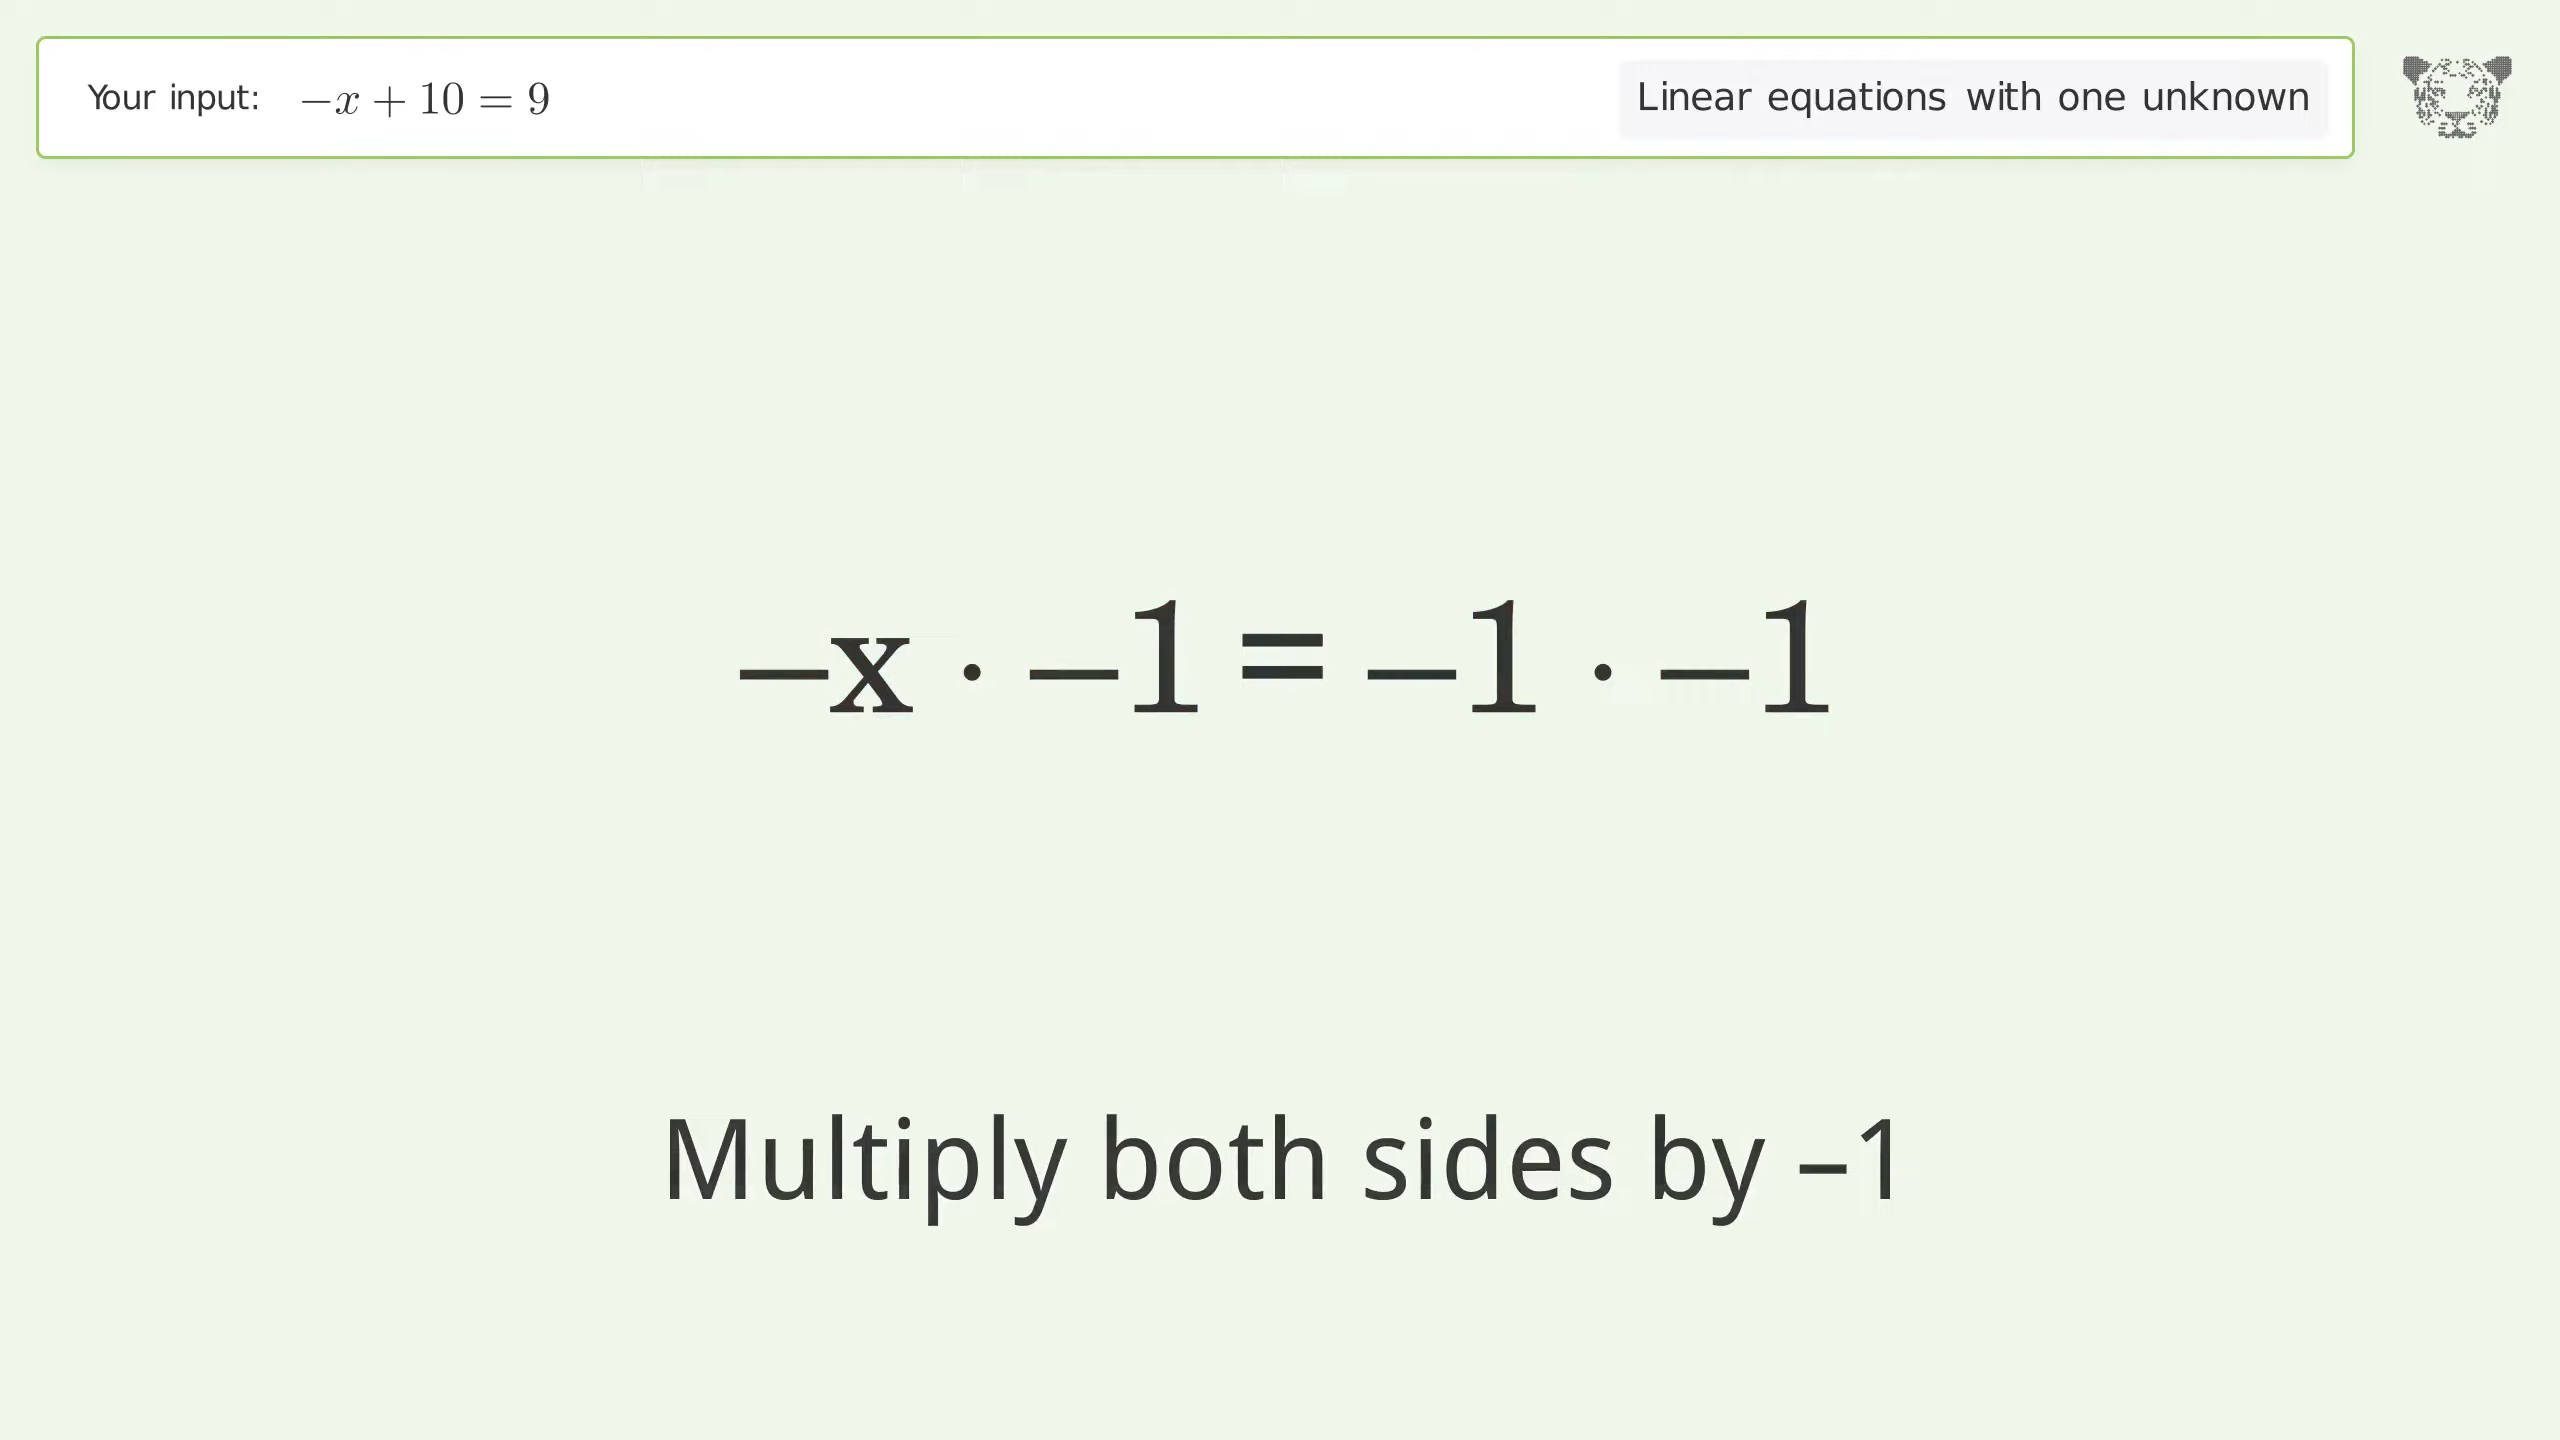 Your input: −x + 10 = 9
Linear equations with one unknown
−x · −1 = −1 · −1
Multiply both sides by –1